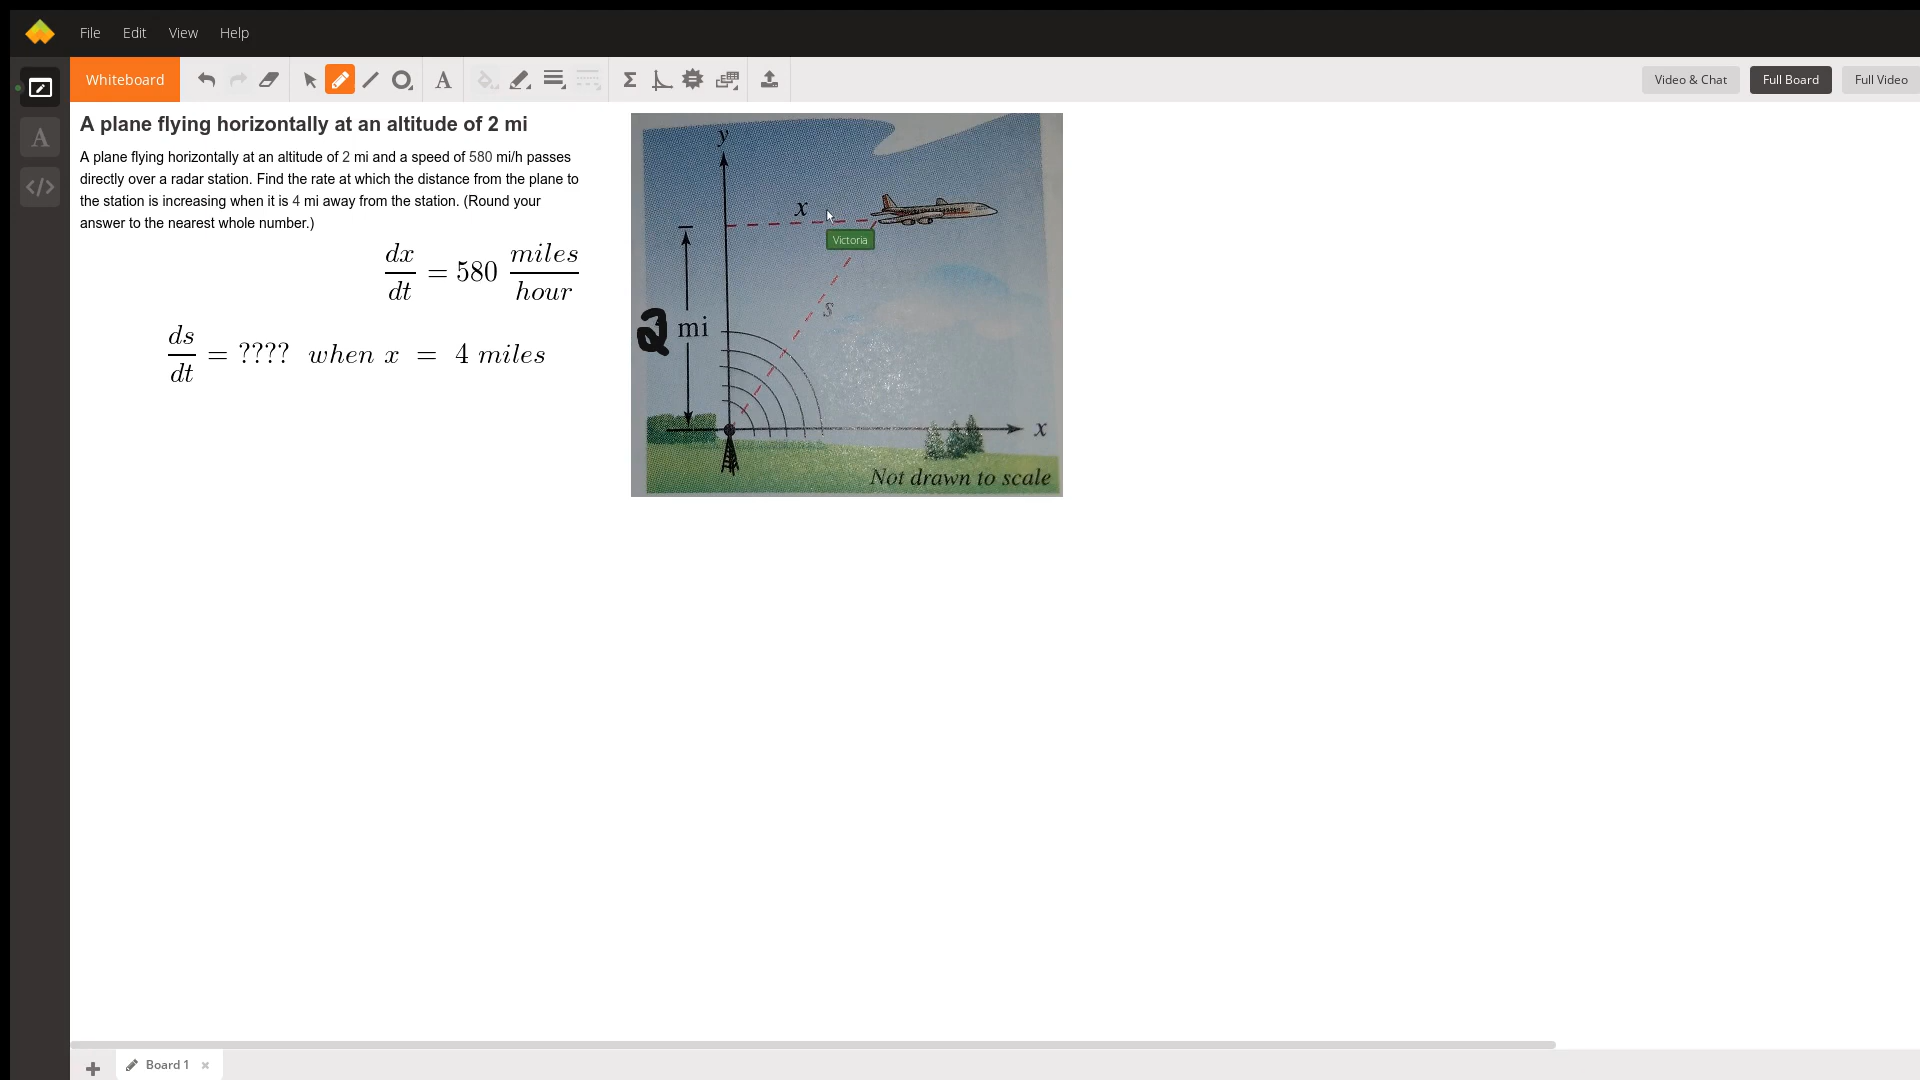 File Edit View Help
Whiteboard
A
Σ
Video & Chat Full Board Full Video
A
</>
A plane flying horizontally at an altitude of 2 mi
A plane flying horizontally at an altitude of 2 mi and a speed of 580 mi/h passes
directly over a radar station. Find the rate at which the distance from the plane to
the station is increasing when it is 4 mi away from the station. (Round your
answer to the nearest whole number.)
dx/dt = 580 miles/hour
ds/dt = ???? when x = 4 miles
y
x
Victoria
s
2 mi
x
Not drawn to scale
+ Board 1 ×